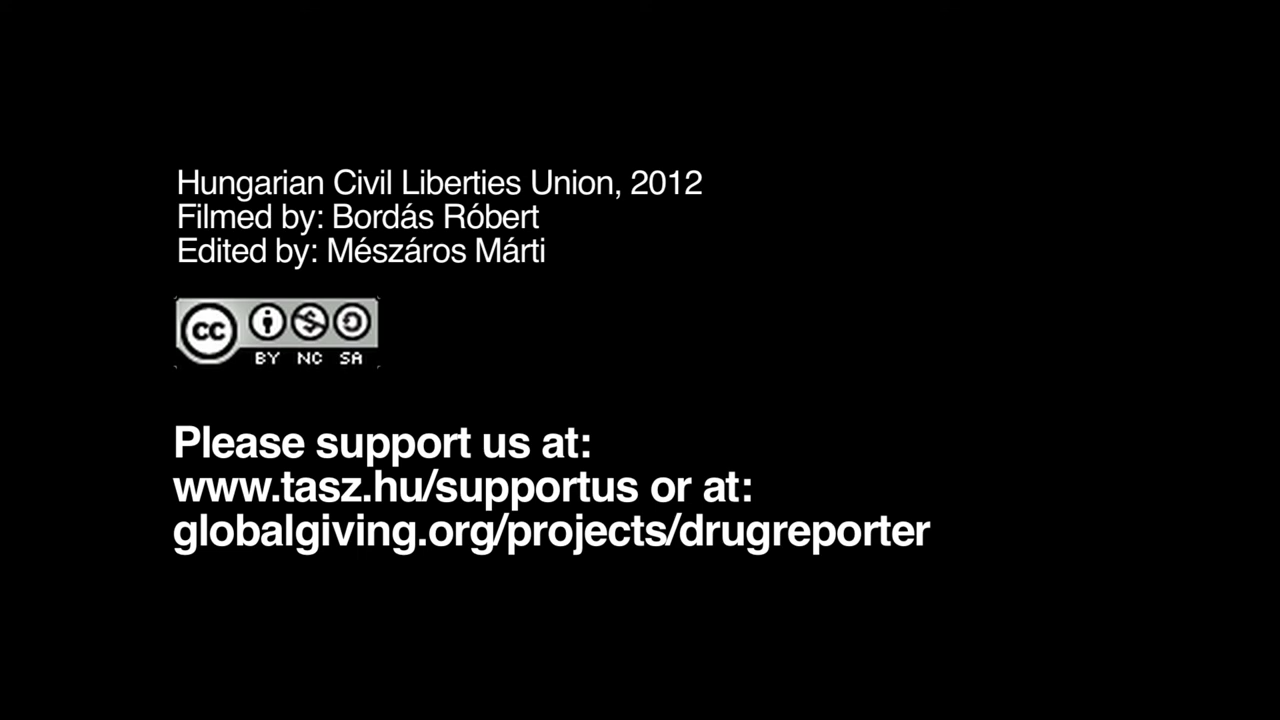 Hungarian Civil Liberties Union, 2012
Filmed by: Bordás Róbert
Edited by: Mészáros Márti
cc
BY NC SA
Please support us at:
www.tasz.hu/supportus or at:
globalgiving.org/projects/drugreporter